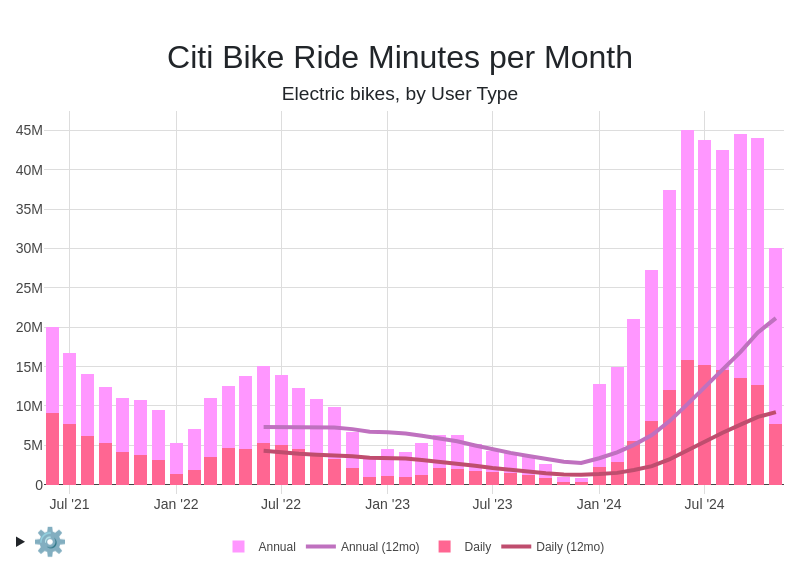 Citi Bike Ride Minutes per Month
Electric bikes, by User Type
45M
40M
35M
30M
25M
20M
15M
10M
5M
0
Jul '21
Jan '22
Jul '22
Jan '23
Jul '23
Jan '24
Jul '24
Annual
Annual (12mo)
Daily
Daily (12mo)